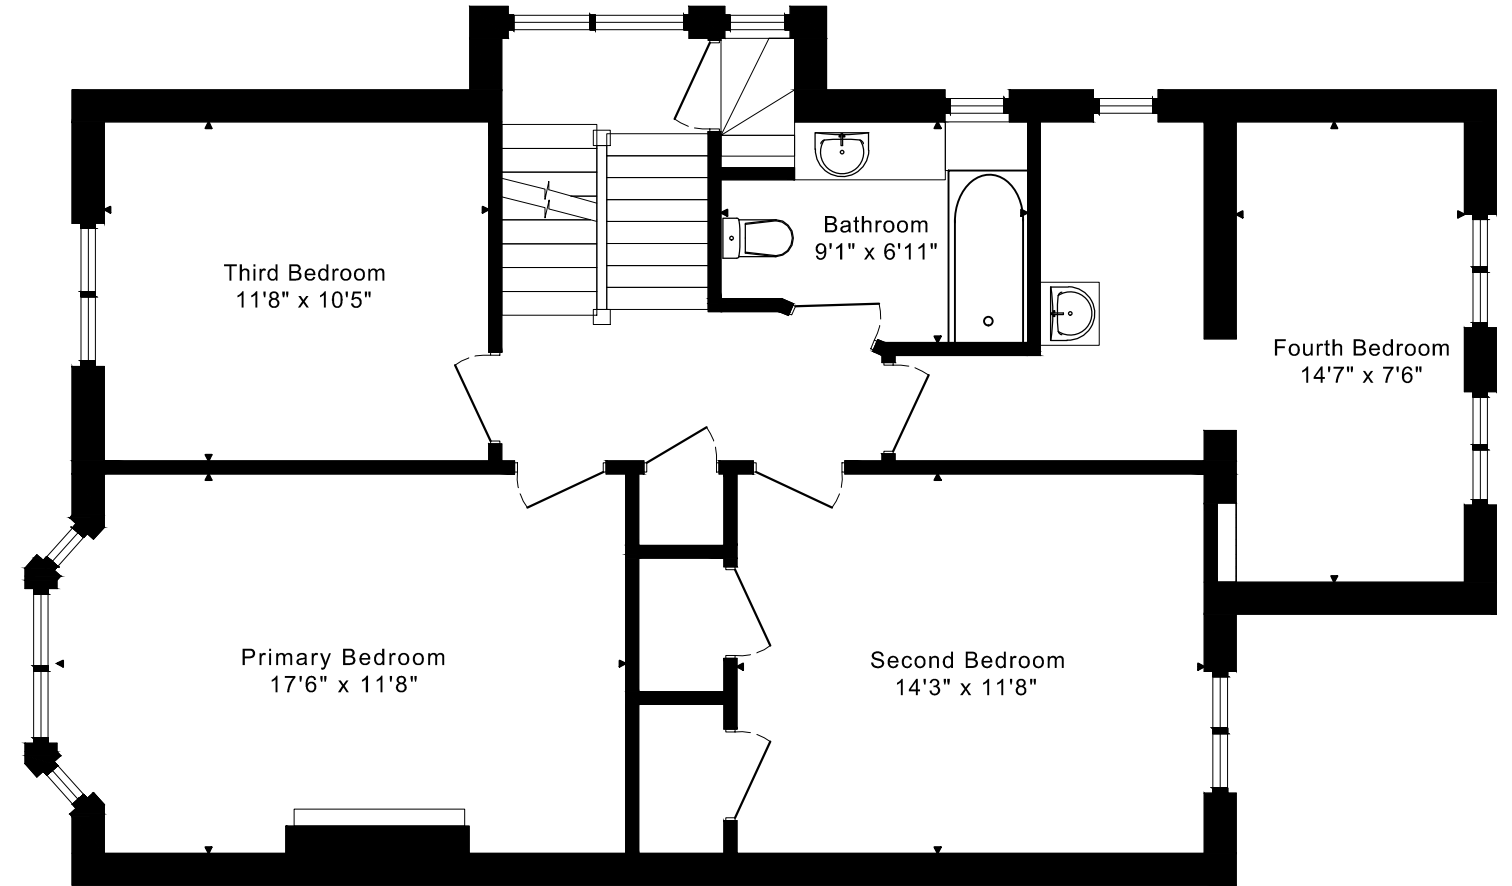 Bathroom
9'1" x 6'11"
Third Bedroom
11'8" x 10'5"
Fourth Bedroom
14'7" x 7'6"
Primary Bedroom
17'6" x 11'8"
Second Bedroom
14'3" x 11'8"